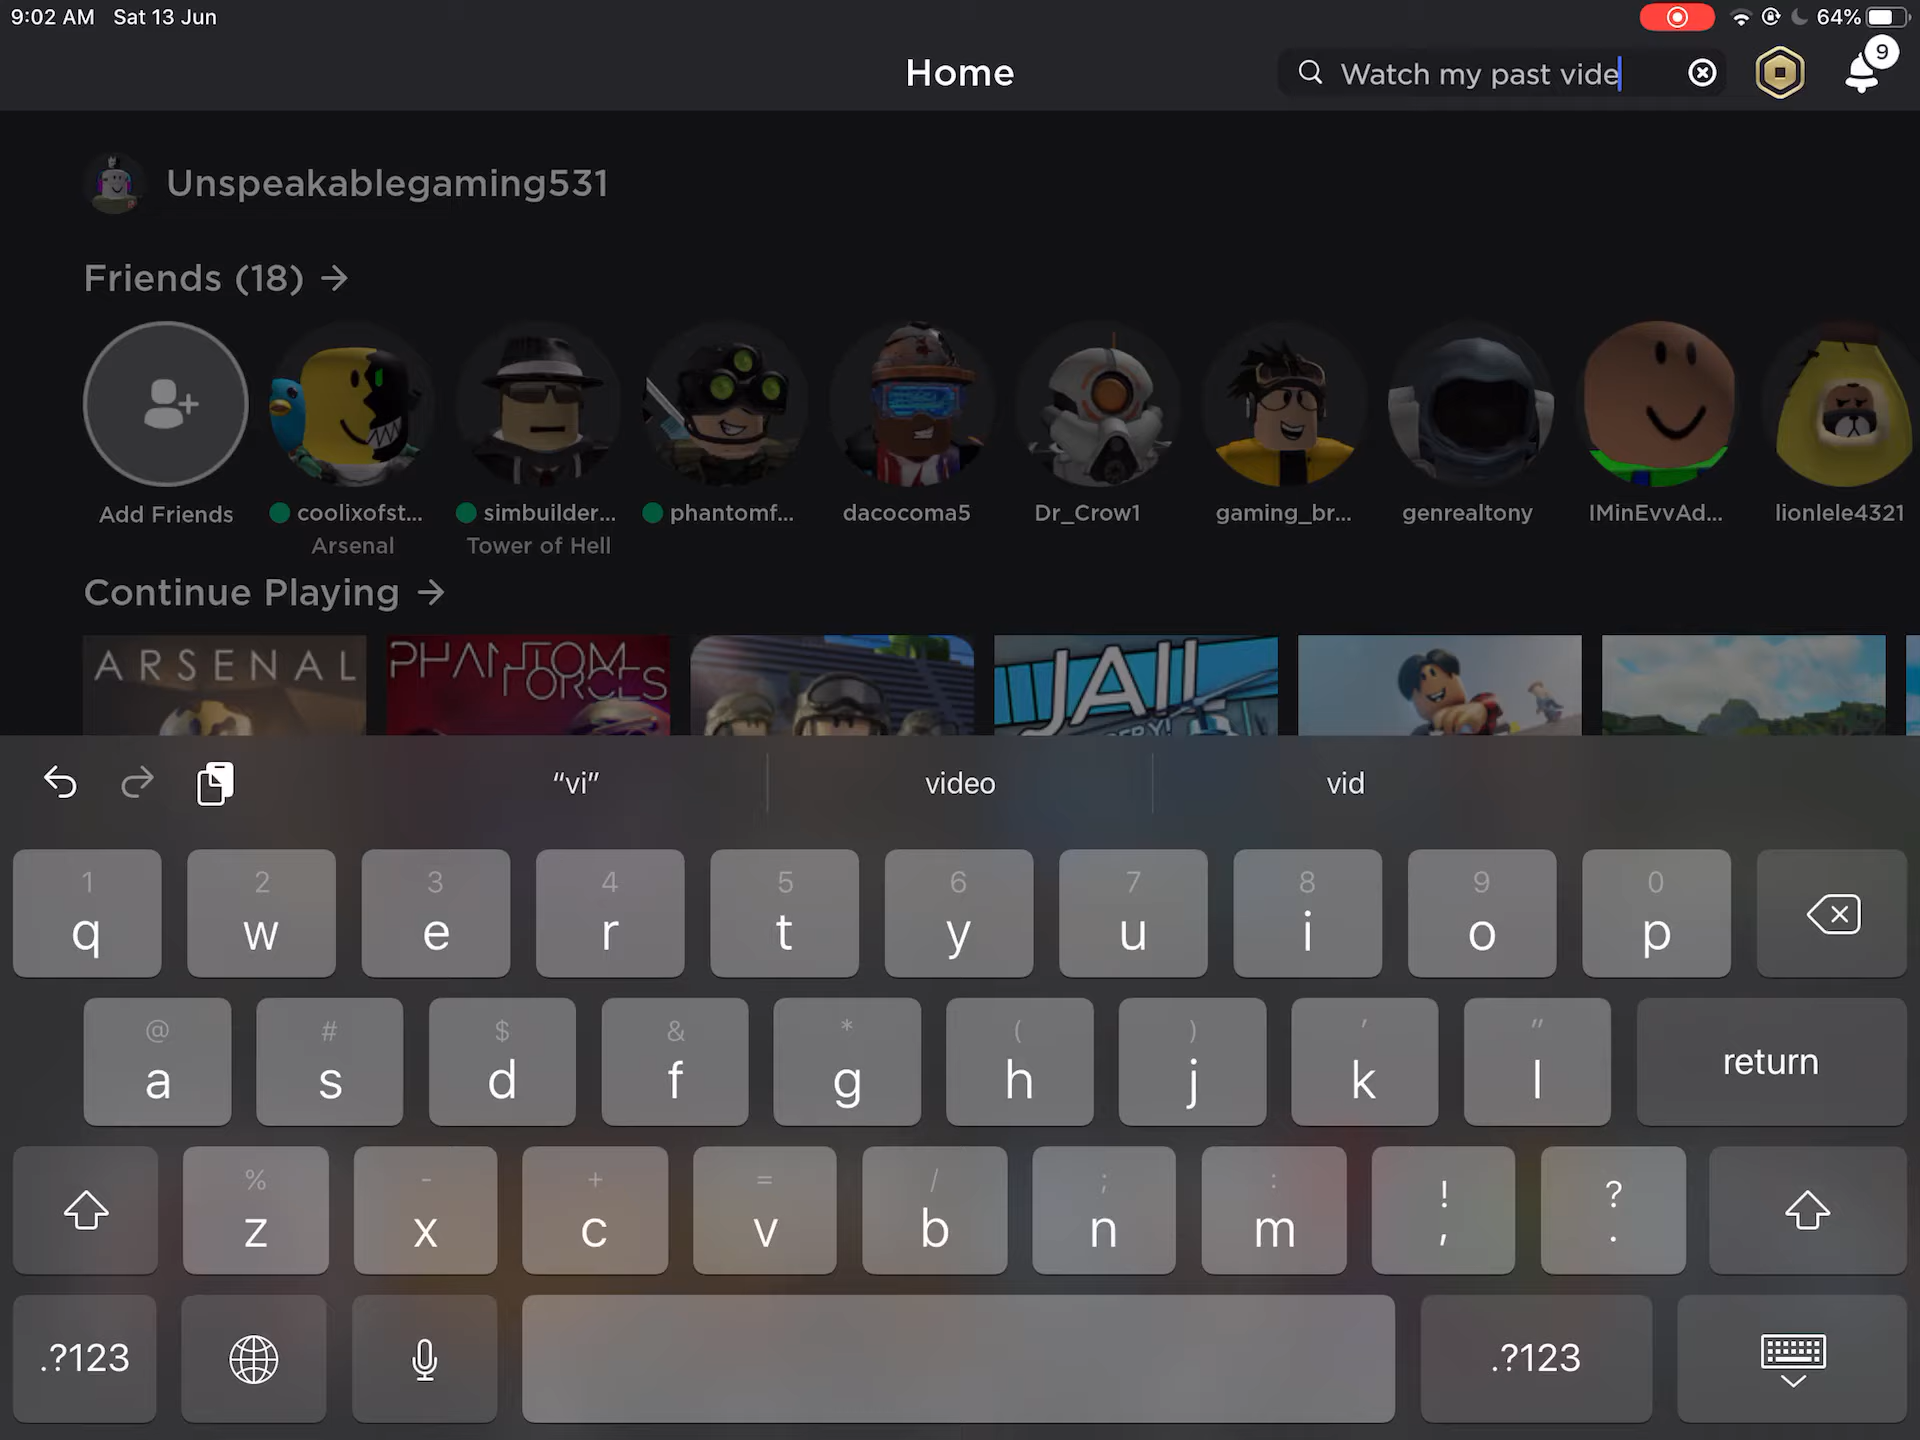 9:02 AM Sat 13 Jun 64%
Home
Watch my past vide
9
Unspeakablegaming531
Friends (18) →
Add Friends
coolixofst...
Arsenal
simbuilder...
Tower of Hell
phantomf...
dacocoma5
Dr_Crow1
gaming_br...
genrealtony
IMinEvvAd...
lionlele4321
Continue Playing →
ARSENAL
PHANTOM
FORCES
JAIL
“vi” video vid
1 2 3 4 5 6 7 8 9 0
q w e r t y u i o p
@ # $ & * ( ) ' "
a s d f g h j k l return
% - + = / ; : ! ?
z x c v b n m , .
.?123 .?123